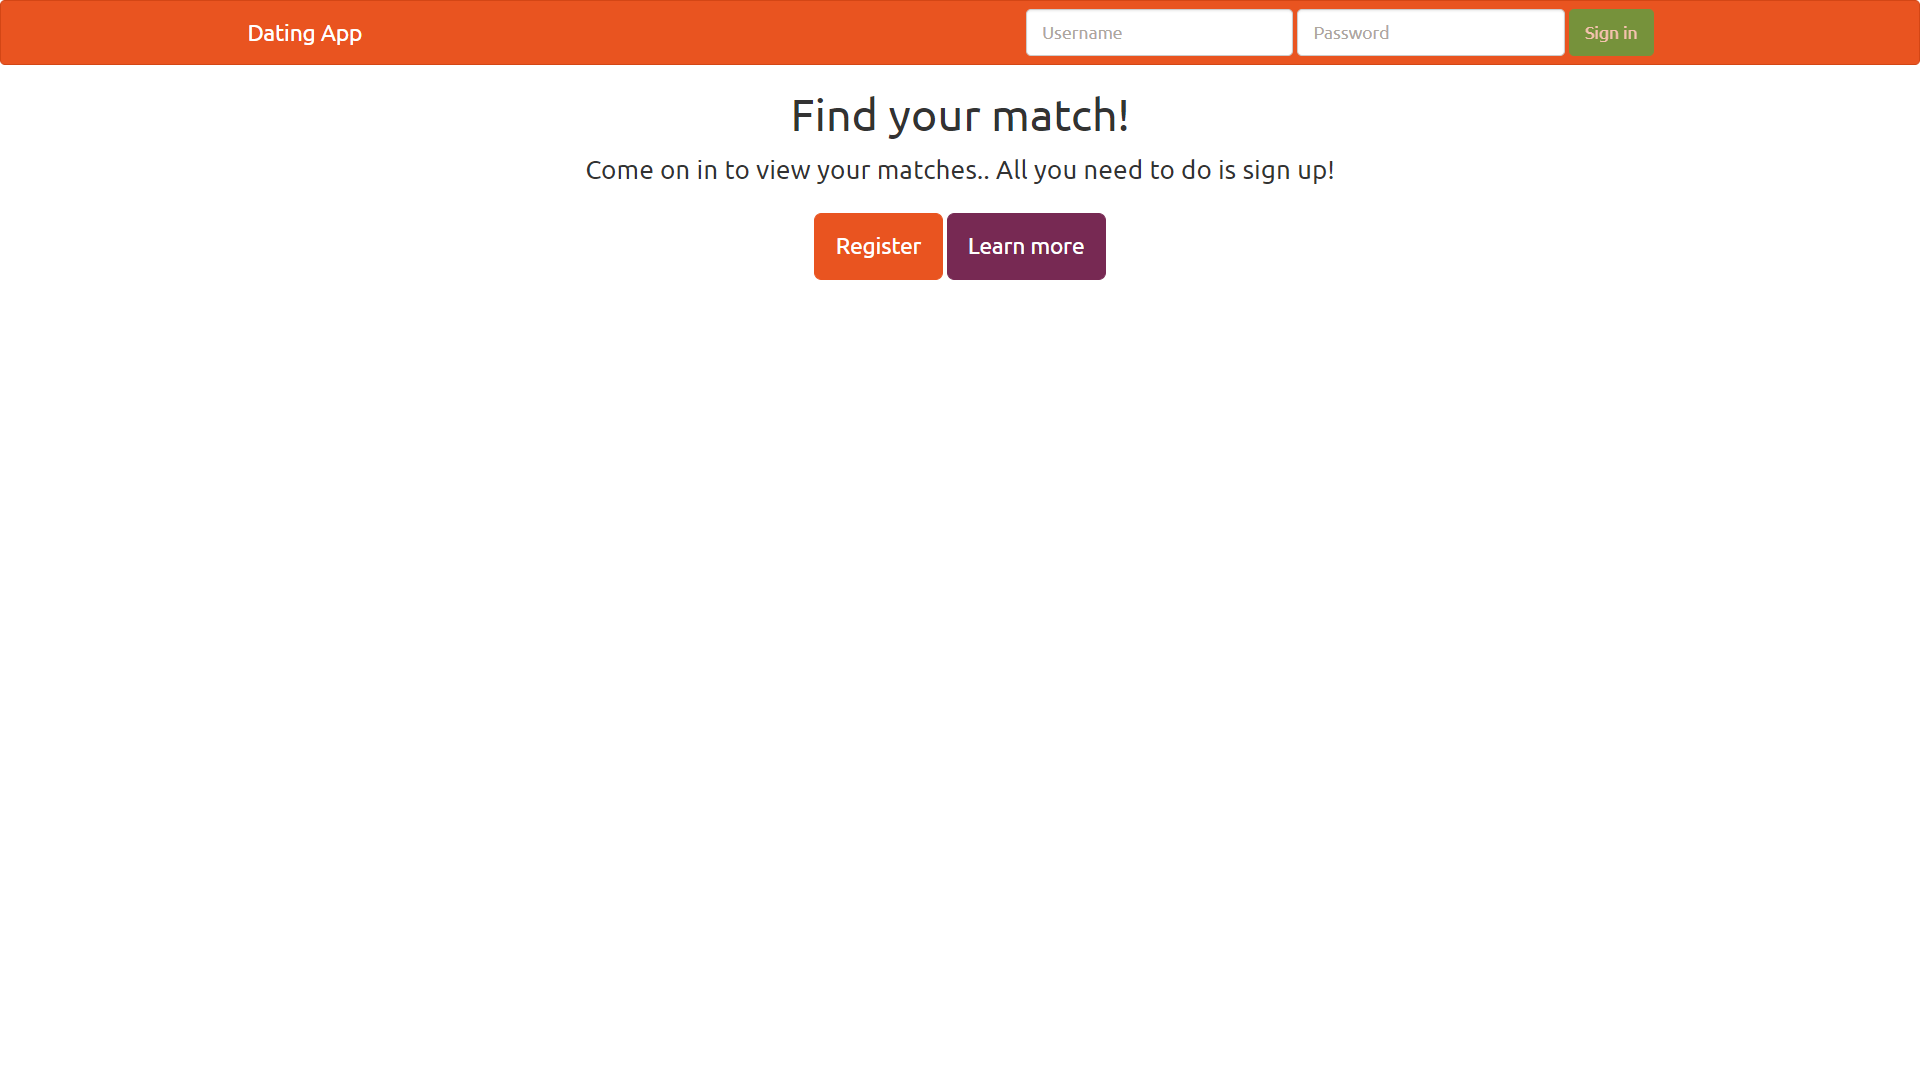 Dating App Username Password Sign in
Find your match!
Come on in to view your matches.. All you need to do is sign up!
Register Learn more